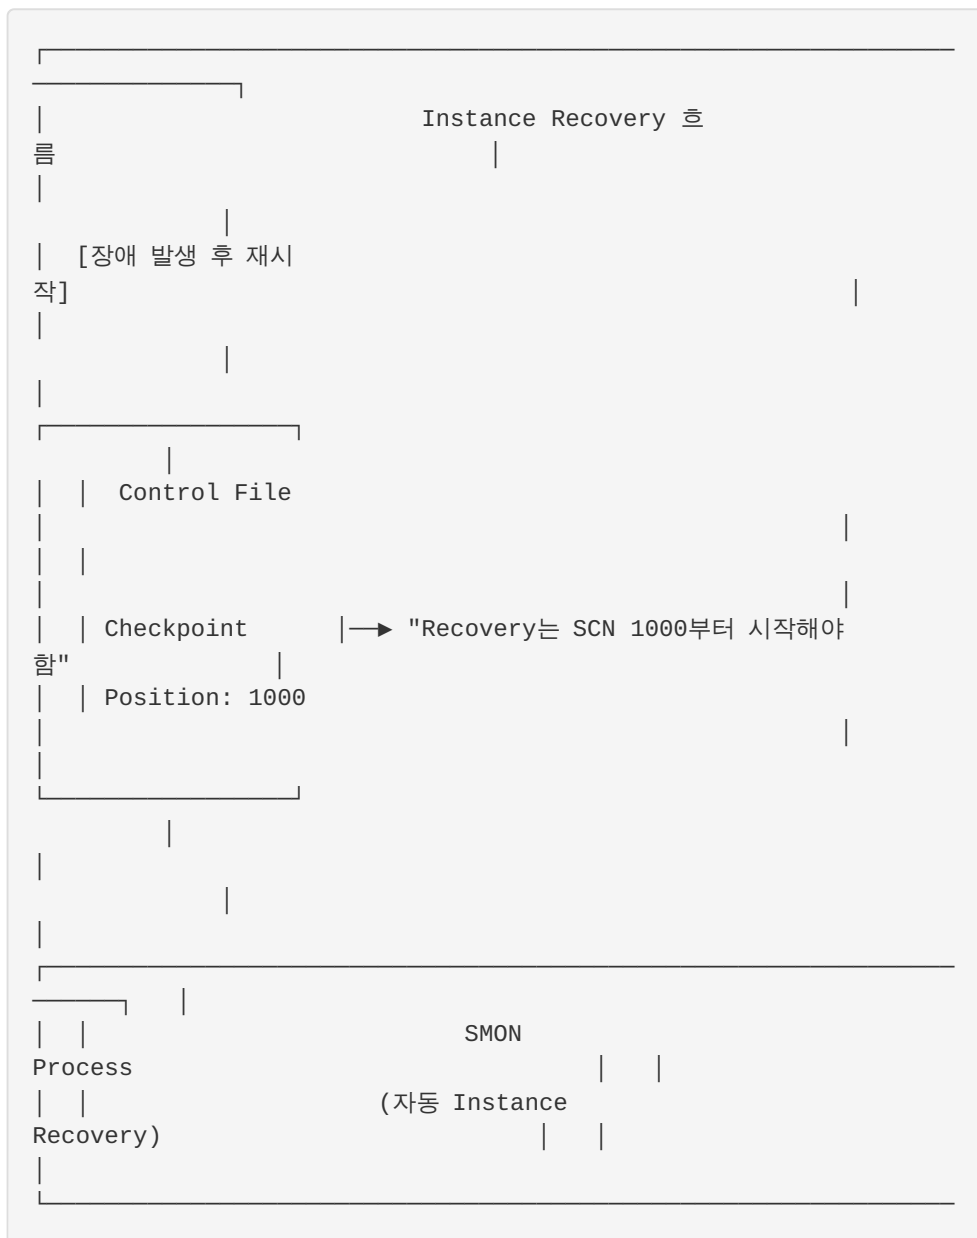 Instance Recovery 흐
름
[장애 발생 후 재시
작]
Control File
Checkpoint │─▶ "Recovery는 SCN 1000부터 시작해야
함"
Position: 1000
SMON
Process
(자동 Instance
Recovery)